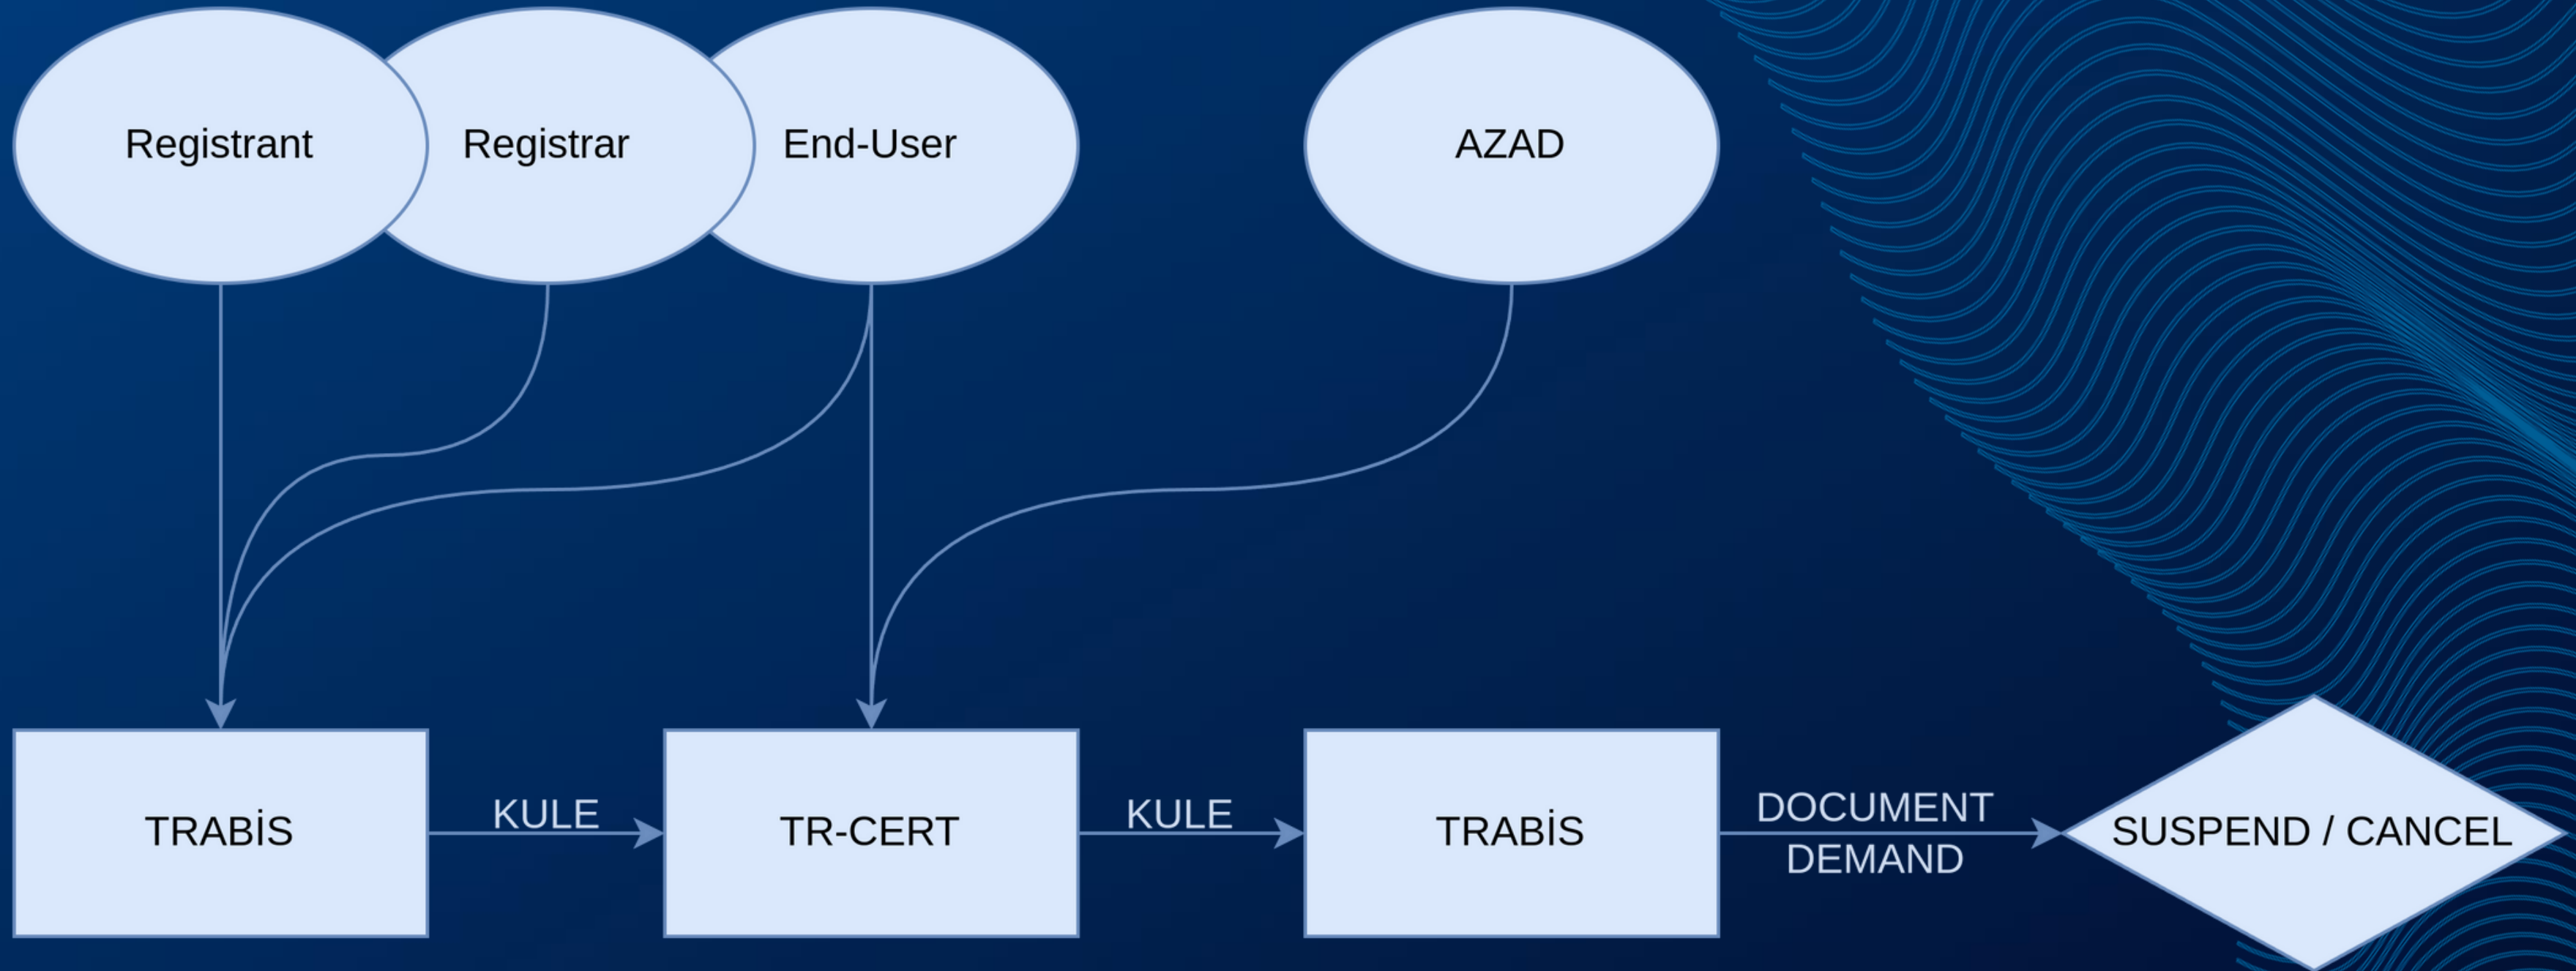 Registrant
Registrar
End-User
AZAD
TRABİS
KULE
TR-CERT
KULE
TRABİS
DOCUMENT
DEMAND
SUSPEND / CANCEL